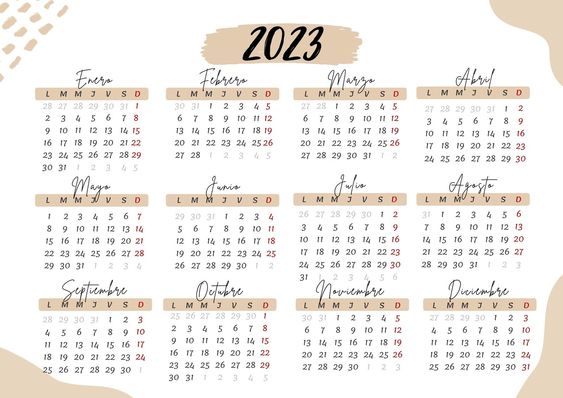 2023
Enero
L M M J V S D
26 27 28 29 30 31 1
2 3 4 5 6 7 8
9 10 11 12 13 14 15
16 17 18 19 20 21 22
23 24 25 26 27 28 29
30 31 1 2 3 4 5
Febrero
L M M J V S D
30 31 1 2 3 4 5
6 7 8 9 10 11 12
13 14 15 16 17 18 19
20 21 22 23 24 25 26
27 28 1 2 3 4 5
Marzo
L M M J V S D
27 28 1 2 3 4 5
6 7 8 9 10 11 12
13 14 15 16 17 18 19
20 21 22 23 24 25 26
27 28 29 30 31 1 2
Abril
L M M J V S D
27 28 29 30 31 1 2
3 4 5 6 7 8 9
10 11 12 13 14 15 16
17 18 19 20 21 22 23
24 25 26 27 28 29 30
Mayo
L M M J V S D
1 2 3 4 5 6 7
8 9 10 11 12 13 14
15 16 17 18 19 20 21
22 23 24 25 26 27 28
29 30 31 1 2 3 4
Junio
L M M J V S D
29 30 31 1 2 3 4
5 6 7 8 9 10 11
12 13 14 15 16 17 18
19 20 21 22 23 24 25
26 27 28 29 30 1 2
Julio
L M M J V S D
26 27 28 29 30 1 2
3 4 5 6 7 8 9
10 11 12 13 14 15 16
17 18 19 20 21 22 23
24 25 26 27 28 29 30
31 1 2 3 4 5 6
Agosto
L M M J V S D
31 1 2 3 4 5 6
7 8 9 10 11 12 13
14 15 16 17 18 19 20
21 22 23 24 25 26 27
28 29 30 31 1 2 3
Septiembre
L M M J V S D
28 29 30 31 1 2 3
4 5 6 7 8 9 10
11 12 13 14 15 16 17
18 19 20 21 22 23 24
25 26 27 28 29 30 1
Octubre
L M M J V S D
25 26 27 28 29 30 1
2 3 4 5 6 7 8
9 10 11 12 13 14 15
16 17 18 19 20 21 22
23 24 25 26 27 28 29
30 31 1 2 3 4 5
Noviembre
L M M J V S D
30 31 1 2 3 4 5
6 7 8 9 10 11 12
13 14 15 16 17 18 19
20 21 22 23 24 25 26
27 28 29 30 1 2 3
Diciembre
L M M J V S D
27 28 29 30 1 2 3
4 5 6 7 8 9 10
11 12 13 14 15 16 17
18 19 20 21 22 23 24
25 26 27 28 29 30 31